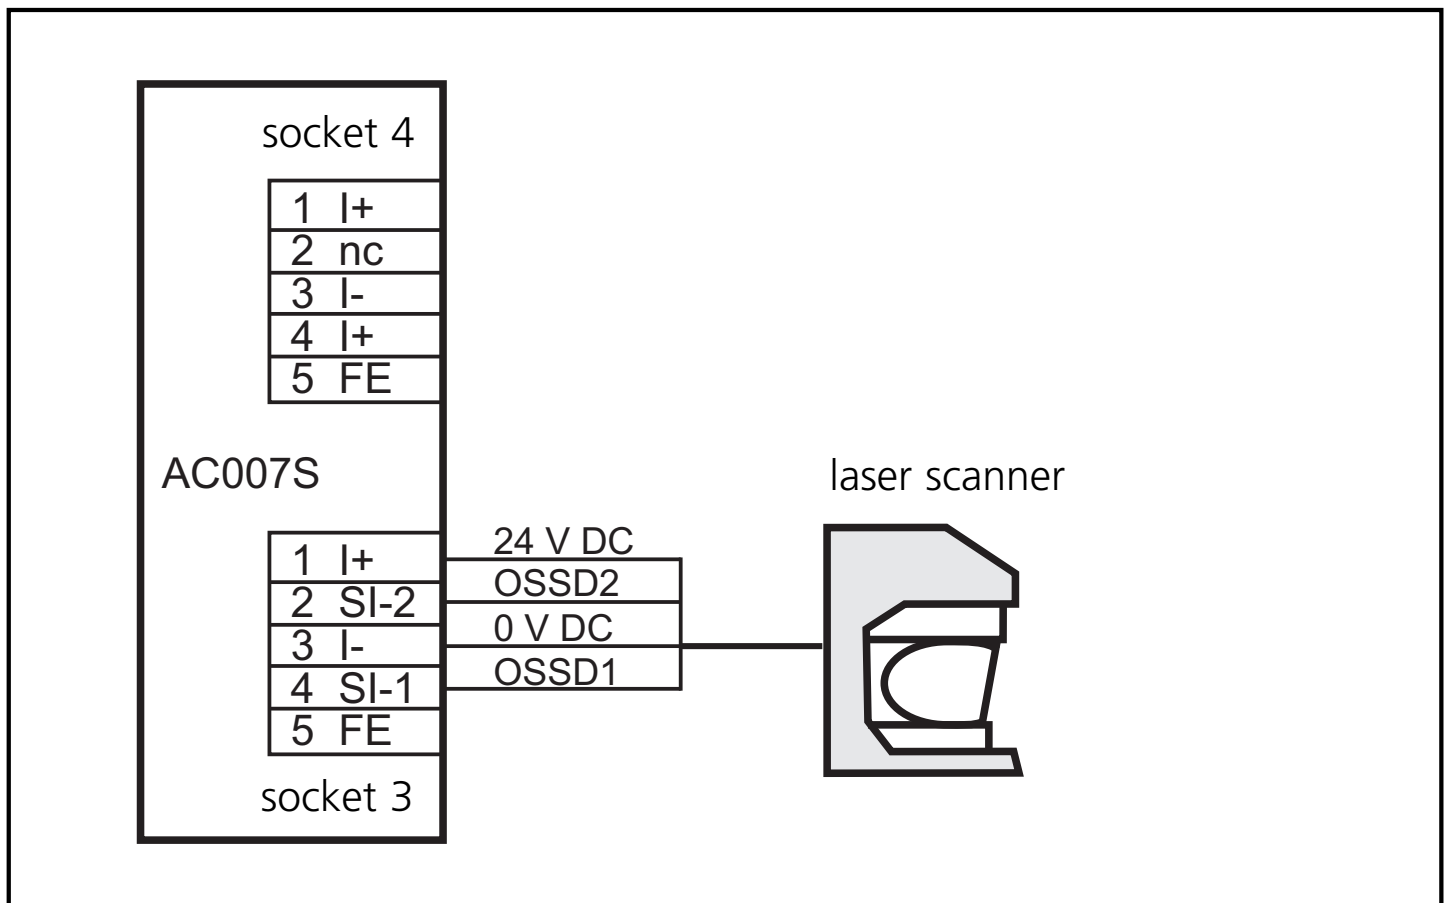 socket 4
1 I+
2 nc
3 I-
4 I+
5 FE
AC007S
laser scanner
1 I+
2 SI-2
3 I-
4 SI-1
5 FE
24 V DC
OSSD2
0 V DC
OSSD1
socket 3